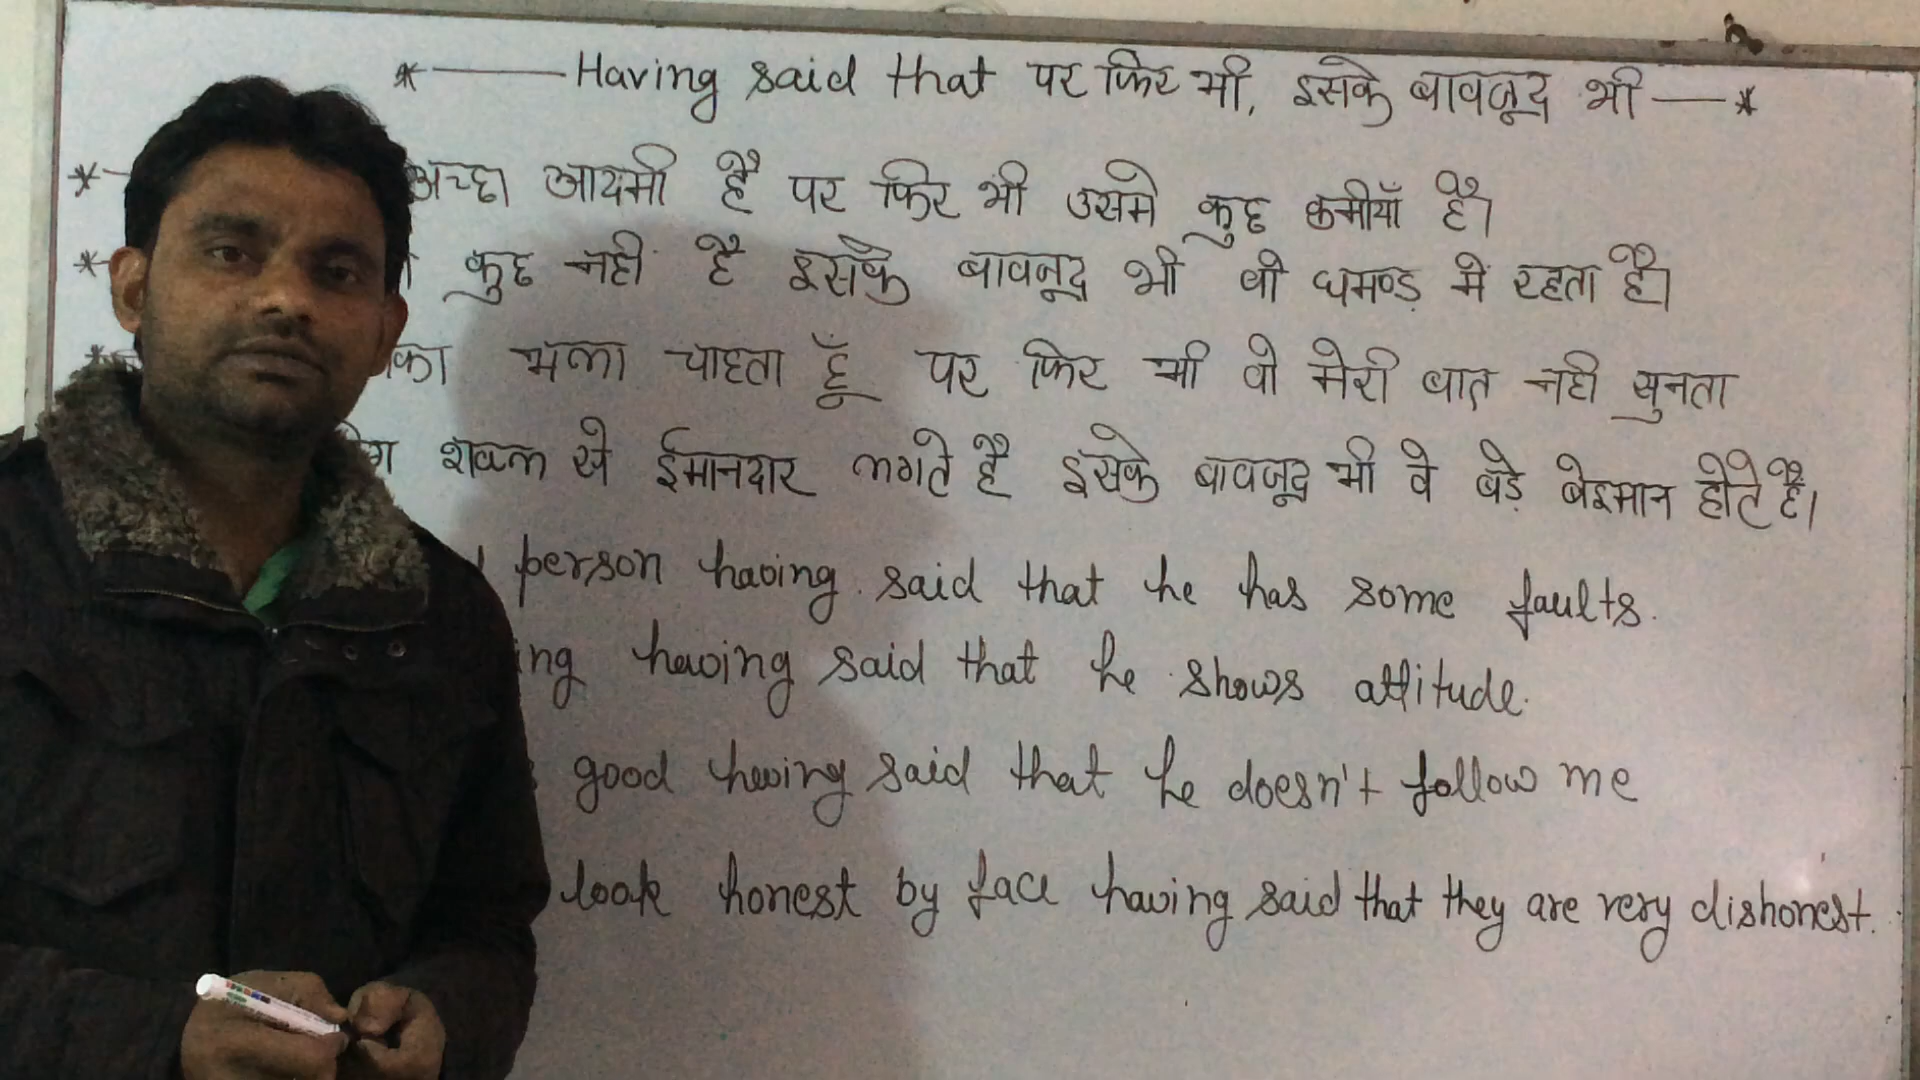 * Having said that पर फिर भी, इसके बावजूद भी *
* अच्छा आदमी है पर फिर भी उसमे कुछ कमीयाँ है।
* कुछ नही है इसके बावजूद भी वो घमण्ड मे रहता है।
* भला चाहता हूँ पर फिर भी वो मेरी बात नही सुनता
शक्ल से ईमानदार लगते है इसके बावजूद भी वे बड़े बेइमान होते है।
person having said that he has some faults.
having said that he shows attitude.
good having said that he doesn't follow me
look honest by face having said that they are very dishonest.